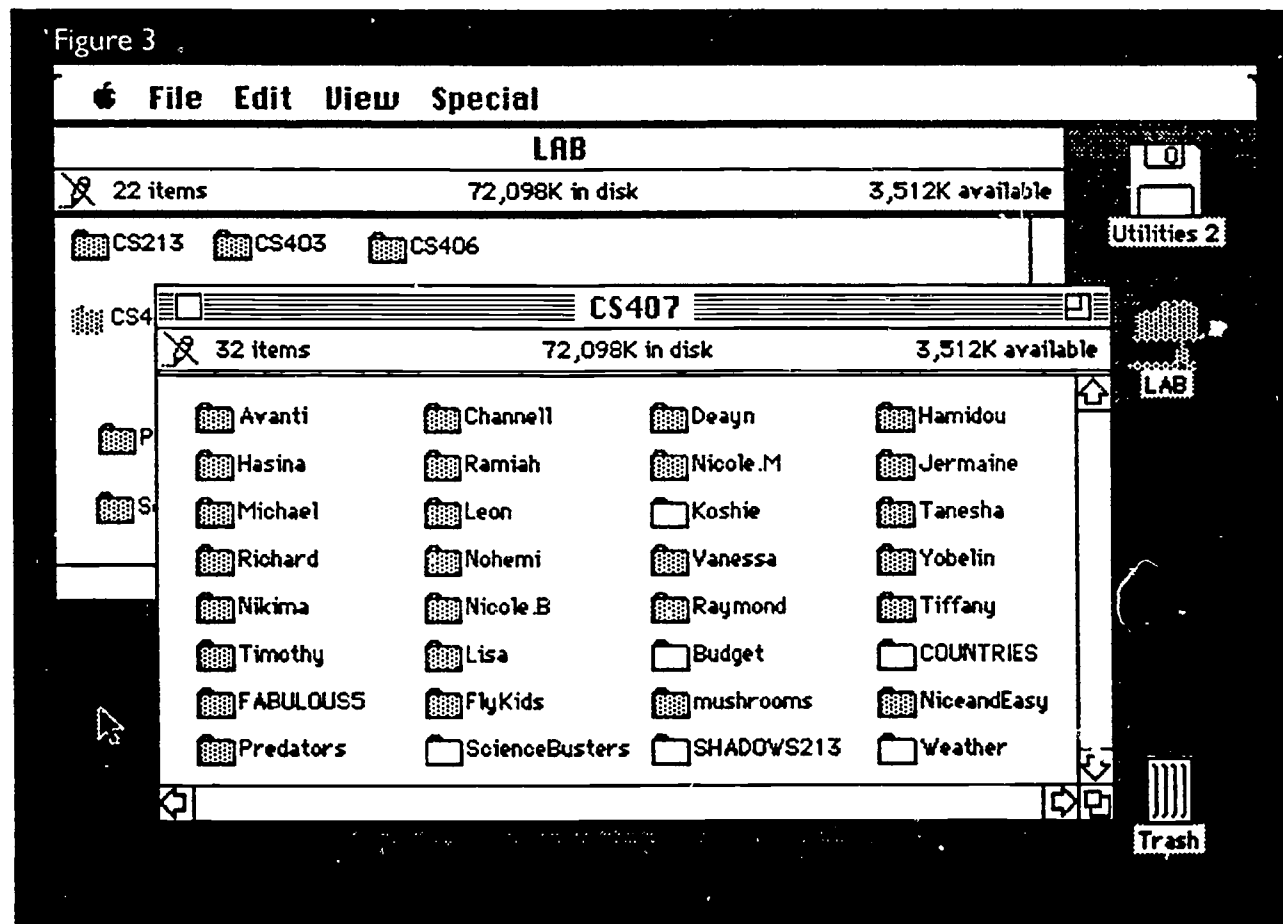 Figure 3
File Edit View Special
LAB
22 items 72,098K in disk 3,512K available
Utilities 2
CS213 CS403 CS406
CS4
CS407
32 items 72,098K in disk 3,512K available
LAB
Avanti Channell Deayn Hamidou
P
Hasina Ramiah Nicole.M Jermaine
S
Michael Leon Koshie Tanesha
Richard Nohemi Vanessa Yobelin
Nikima Nicole.B Raymond Tiffany
Timothy Lisa Budget COUNTRIES
FABULOUS5 FlyKids mushrooms NiceandEasy
Predators ScienceBusters SHADOWS213 Weather
Trash